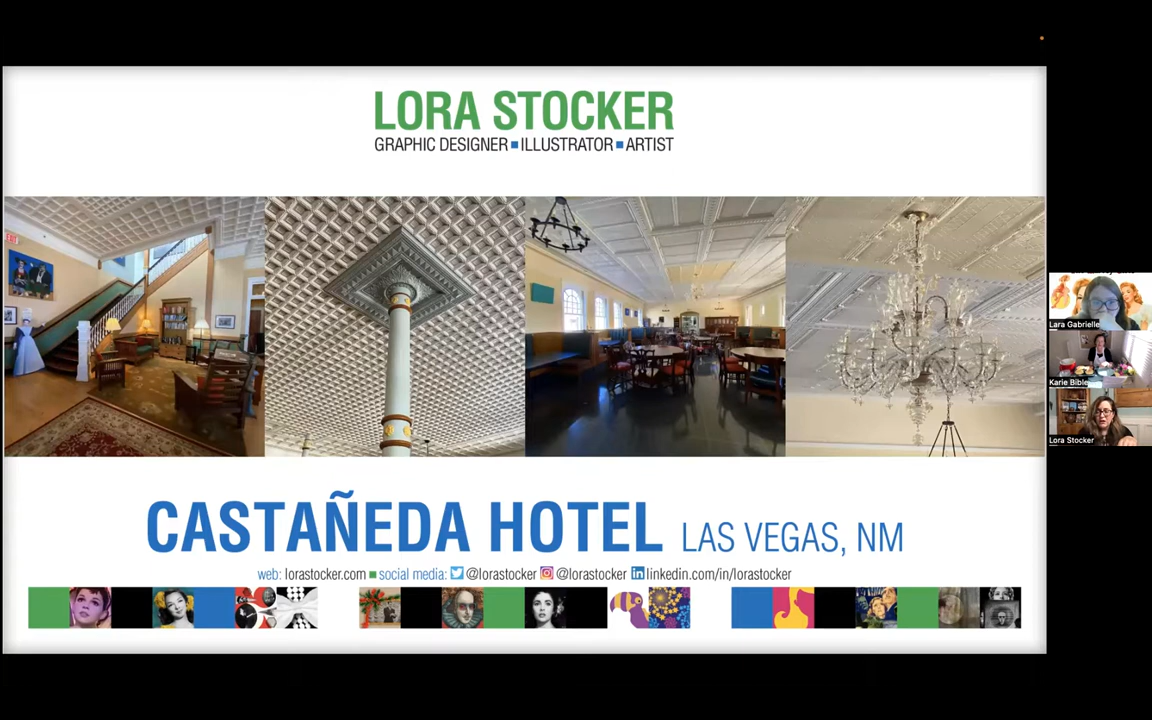 LORA STOCKER
GRAPHIC DESIGNER ■ ILLUSTRATOR ■ ARTIST
Lara Gabrielle
Karie Bible
Lora Stocker
CASTAÑEDA HOTEL LAS VEGAS, NM
web: lorastocker.com ■ social media: @lorastocker @lorastocker linkedin.com/in/lorastocker